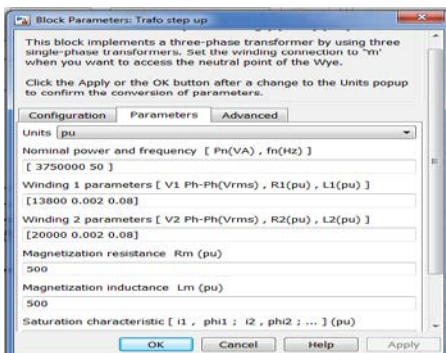 Block Parameters: Trafo step up
This block implements a three-phase transformer by using three
single-phase transformers. Set the winding connection to 'Yn'
when you want to access the neutral point of the Wye.
Click the Apply or the OK button after a change to the Units popup
to confirm the conversion of parameters.
Configuration Parameters Advanced
Units pu
Nominal power and frequency [ Pn(VA) , fn(Hz) ]
[ 3750000 50 ]
Winding 1 parameters [ V1 Ph-Ph(Vrms) , R1(pu) , L1(pu) ]
[13800 0.002 0.08]
Winding 2 parameters [ V2 Ph-Ph(Vrms) , R2(pu) , L2(pu) ]
[20000 0.002 0.08]
Magnetization resistance Rm (pu)
500
Magnetization inductance Lm (pu)
500
Saturation characteristic [ i1 , phi1 ; i2 , phi2 ; ... ] (pu)
OK Cancel Help Apply